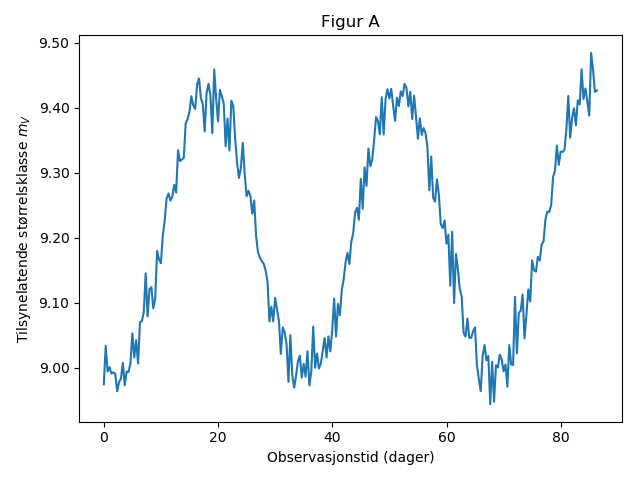 Figur A
9.50
9.40
9.30
9.20
9.10
9.00
Tilsynelatende størrelsklasse $m_V$
0 20 40 60 80
Observasjonstid (dager)